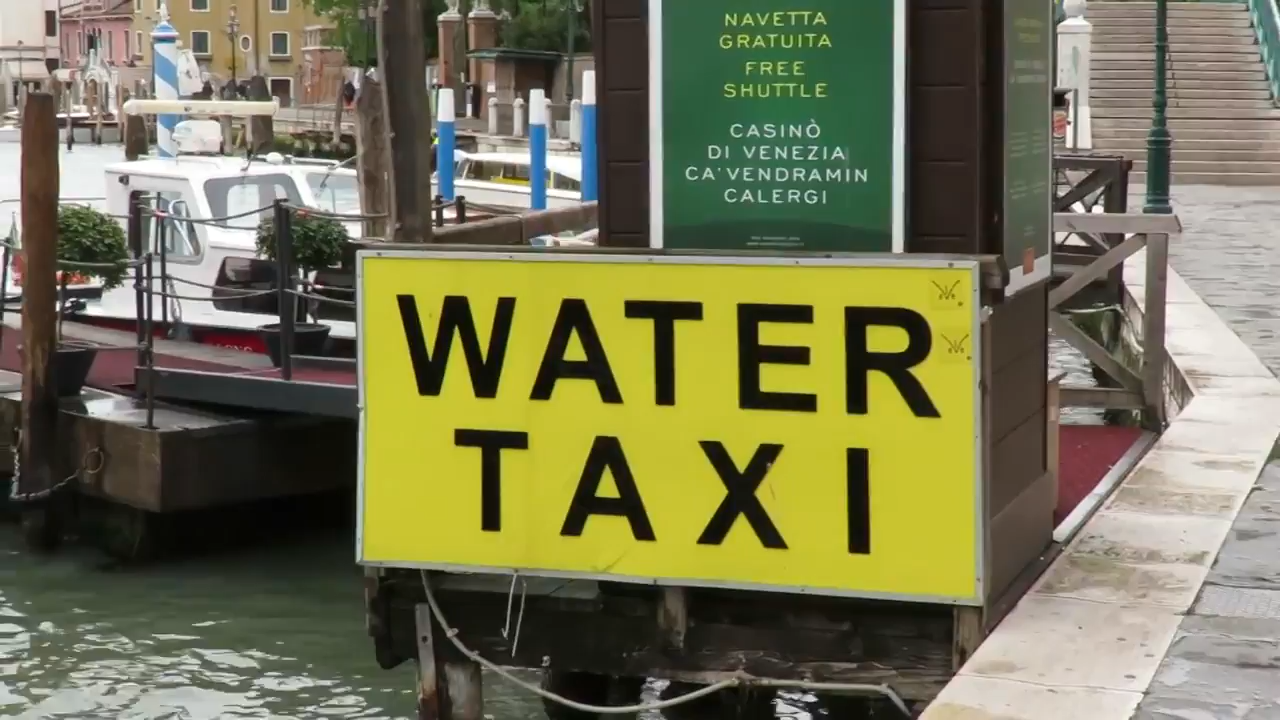 NAVETTA
GRATUITA
FREE
SHUTTLE
CASINÒ
DI VENEZIA
CA'VENDRAMIN
CALERGI
WATER
TAXI